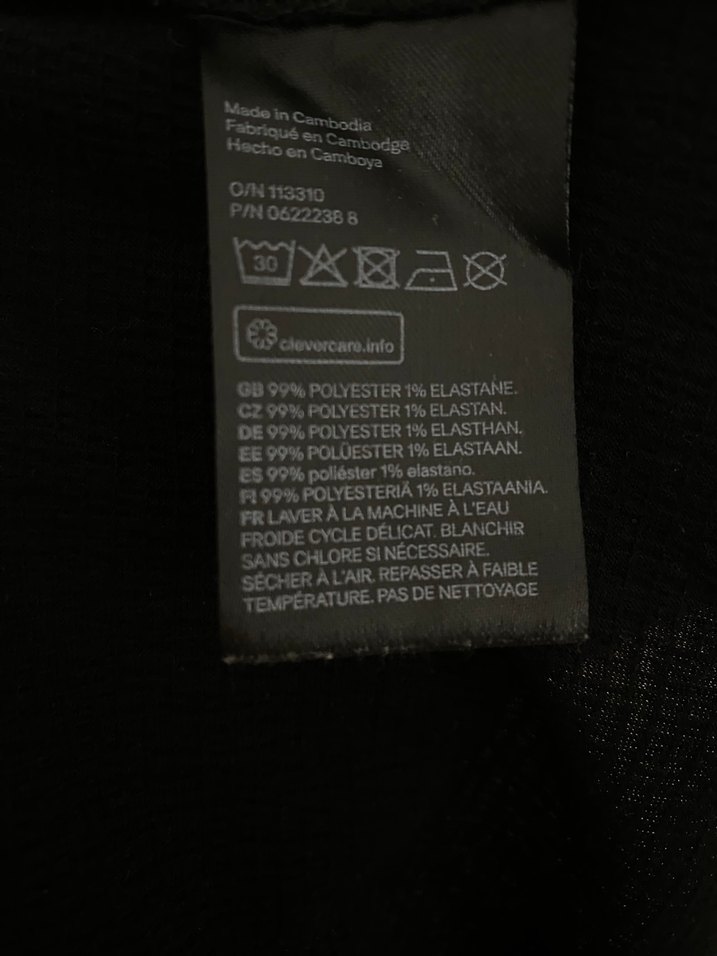 Made in Cambodia
Fabriqué en Cambodge
Hecho en Camboya
O/N 113310
P/N 0622238 8
30
clevercare.info
GB 99% POLYESTER 1% ELASTANE.
CZ 99% POLYESTER 1% ELASTAN.
DE 99% POLYESTER 1% ELASTHAN.
EE 99% POLÜESTER 1% ELASTAAN.
ES 99% poliéster 1% elastano.
FI 99% POLYESTERIÄ 1% ELASTAANIA.
FR LAVER À LA MACHINE À L'EAU
FROIDE CYCLE DÉLICAT. BLANCHIR
SANS CHLORE SI NÉCESSAIRE.
SÉCHER À L'AIR. REPASSER À FAIBLE
TEMPÉRATURE. PAS DE NETTOYAGE